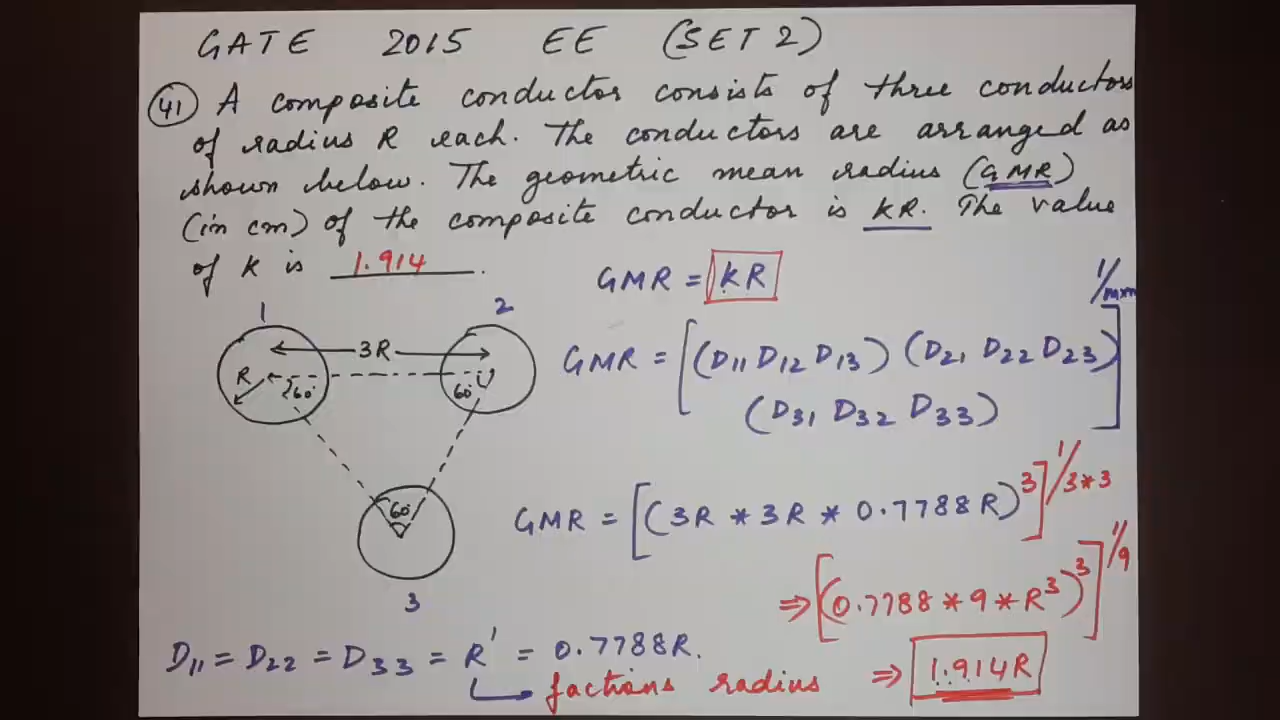 GATE 2015 EE (SET 2)
41 A composite conductor consists of three conductors
of radius R each. The conductors are arranged as
shown below. The geometric mean radius (GMR)
(in cm) of the composite conductor is kR. The value
of k is 1.914.
GMR = kR
1 2
3R
R 60° 60°
60°
3
GMR = [(D11 D12 D13) (D21 D22 D23)
(D31 D32 D33)]^1/m×n
GMR = [(3R * 3R * 0.7788R)^3]^1/3*3
⇒ [(0.7788 * 9 * R^3)^3]^1/9
D11 = D22 = D33 = R' = 0.7788R.
factions radius
⇒ 1.914R